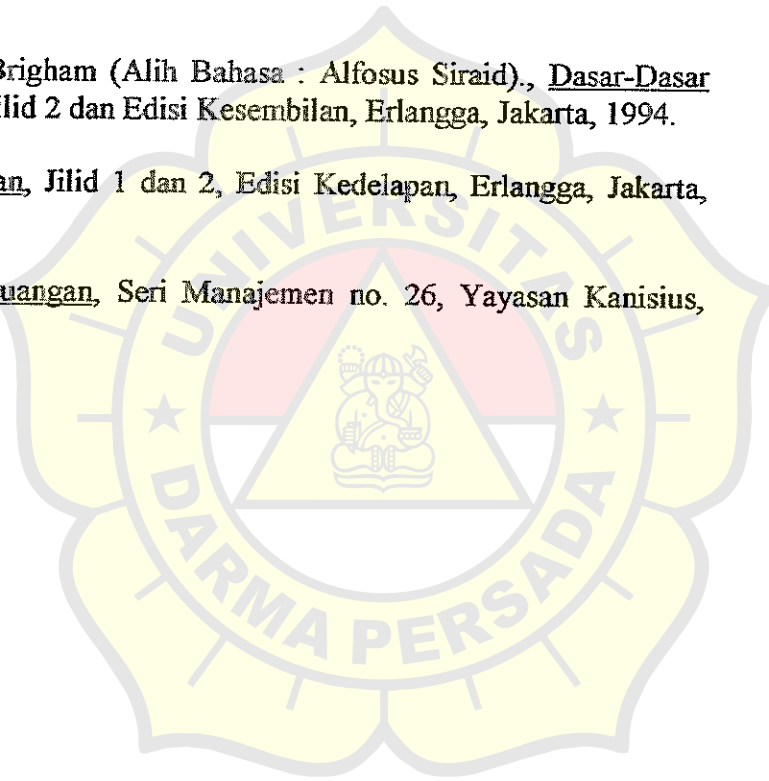 Brigham (Alih Bahasa : Alfosus Siraid)., Dasar-Dasar
ilid 2 dan Edisi Kesembilan, Erlangga, Jakarta, 1994.
an, Jilid 1 dan 2, Edisi Kedelapan, Erlangga, Jakarta,
uangan, Seri Manajemen no. 26, Yayasan Kanisius,
UNIVERSITAS
DARMA PERSADA